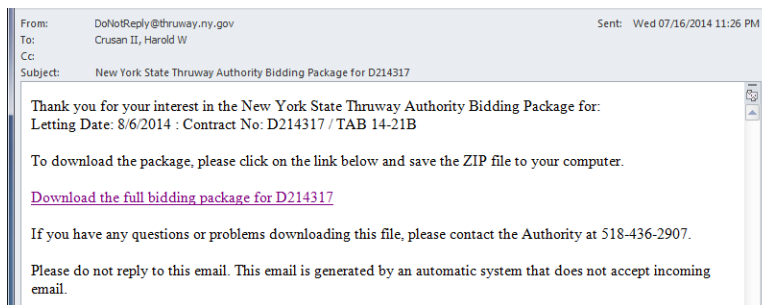 From: DoNotReply@thruway.ny.gov Sent: Wed 07/16/2014 11:26 PM
To: Crusan II, Harold W
Cc:
Subject: New York State Thruway Authority Bidding Package for D214317
Thank you for your interest in the New York State Thruway Authority Bidding Package for:
Letting Date: 8/6/2014 : Contract No: D214317 / TAB 14-21B
To download the package, please click on the link below and save the ZIP file to your computer.
Download the full bidding package for D214317
If you have any questions or problems downloading this file, please contact the Authority at 518-436-2907.
Please do not reply to this email. This email is generated by an automatic system that does not accept incoming
email.